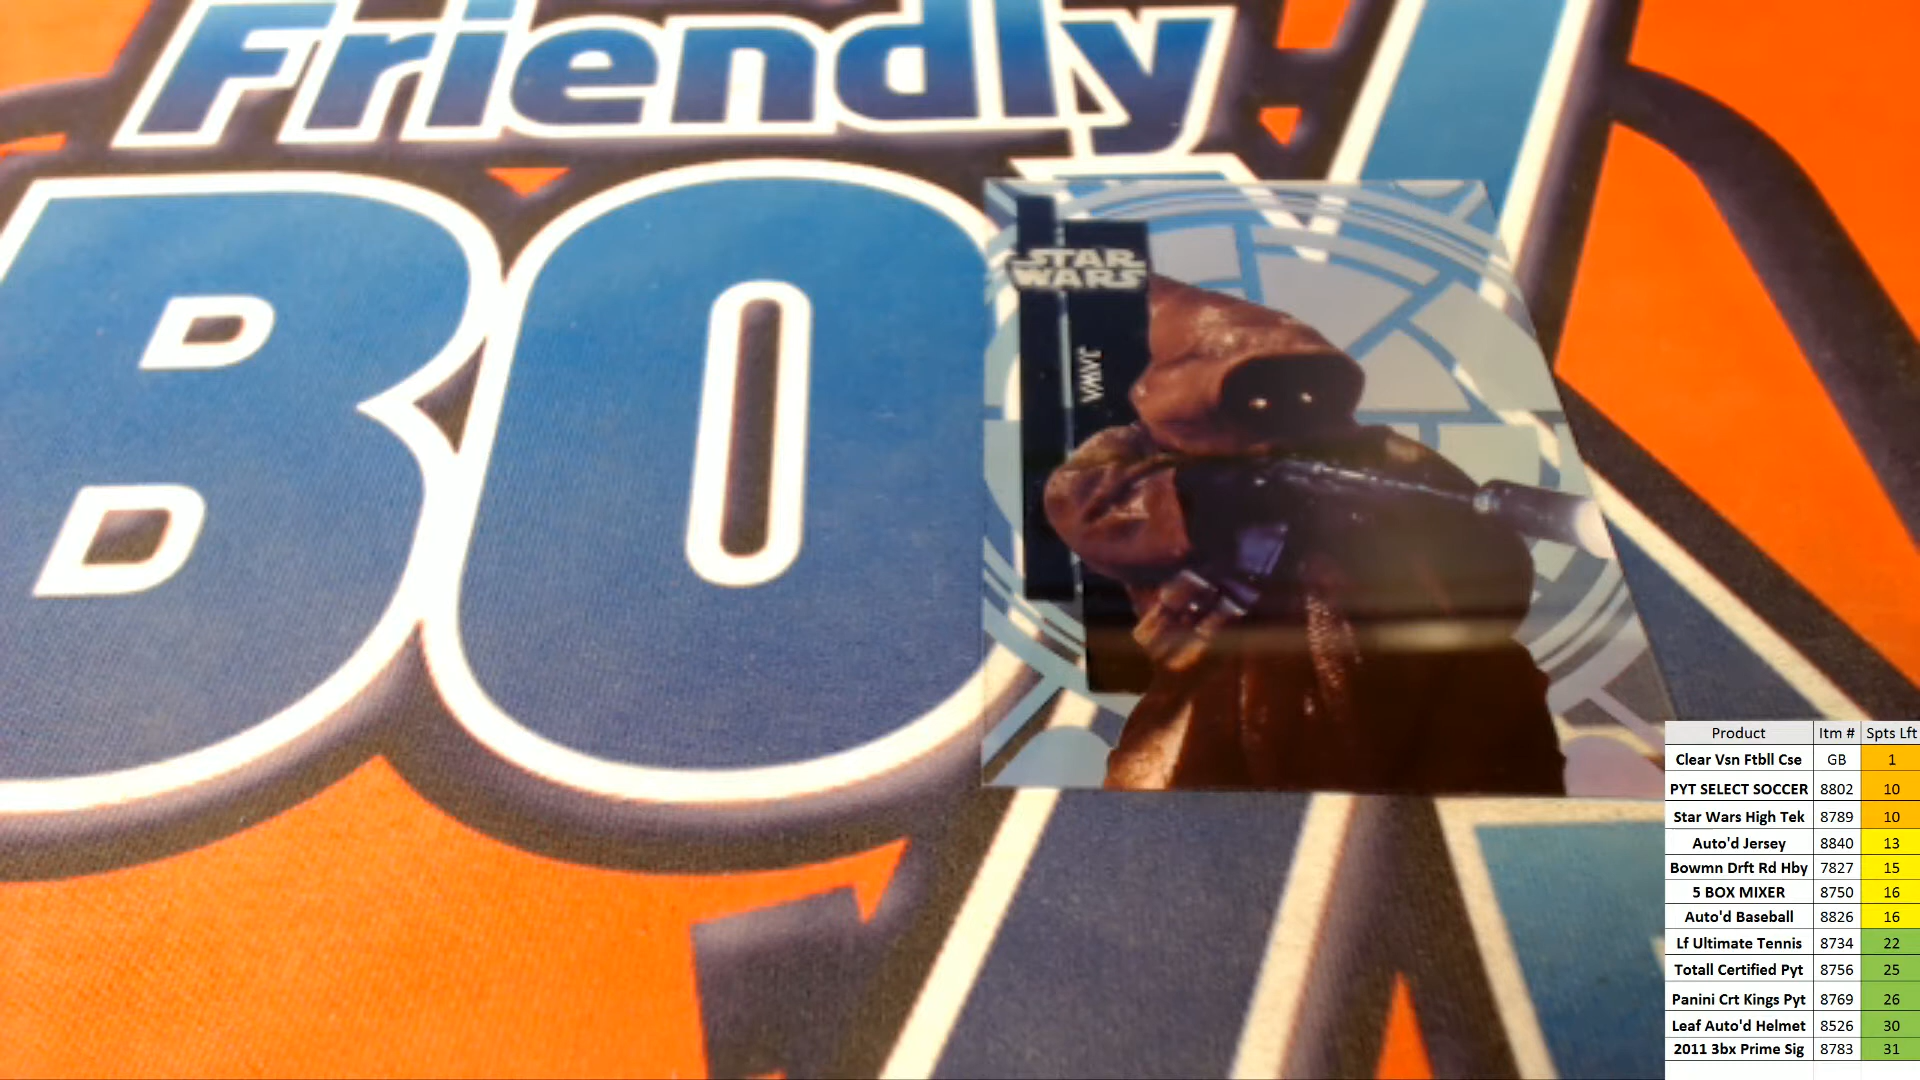 Friendly
BO
STAR
WARS
JAWA
Product Itm # Spts Lft
Clear Vsn Ftbll Cse GB 1
PYT SELECT SOCCER 8802 10
Star Wars High Tek 8789 10
Auto'd Jersey 8840 13
Bowmn Drft Rd Hby 7827 15
5 BOX MIXER 8750 16
Auto'd Baseball 8826 16
Lf Ultimate Tennis 8734 22
Totall Certified Pyt 8756 25
Panini Crt Kings Pyt 8769 26
Leaf Auto'd Helmet 8526 30
2011 3bx Prime Sig 8783 31